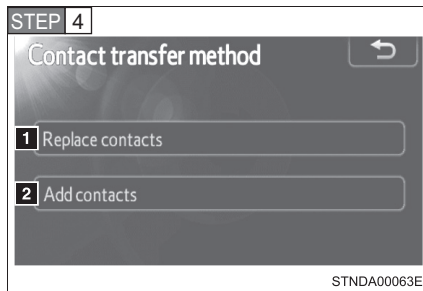 STEP 4
Contact transfer method
1 Replace contacts
2 Add contacts
STNDA00063E